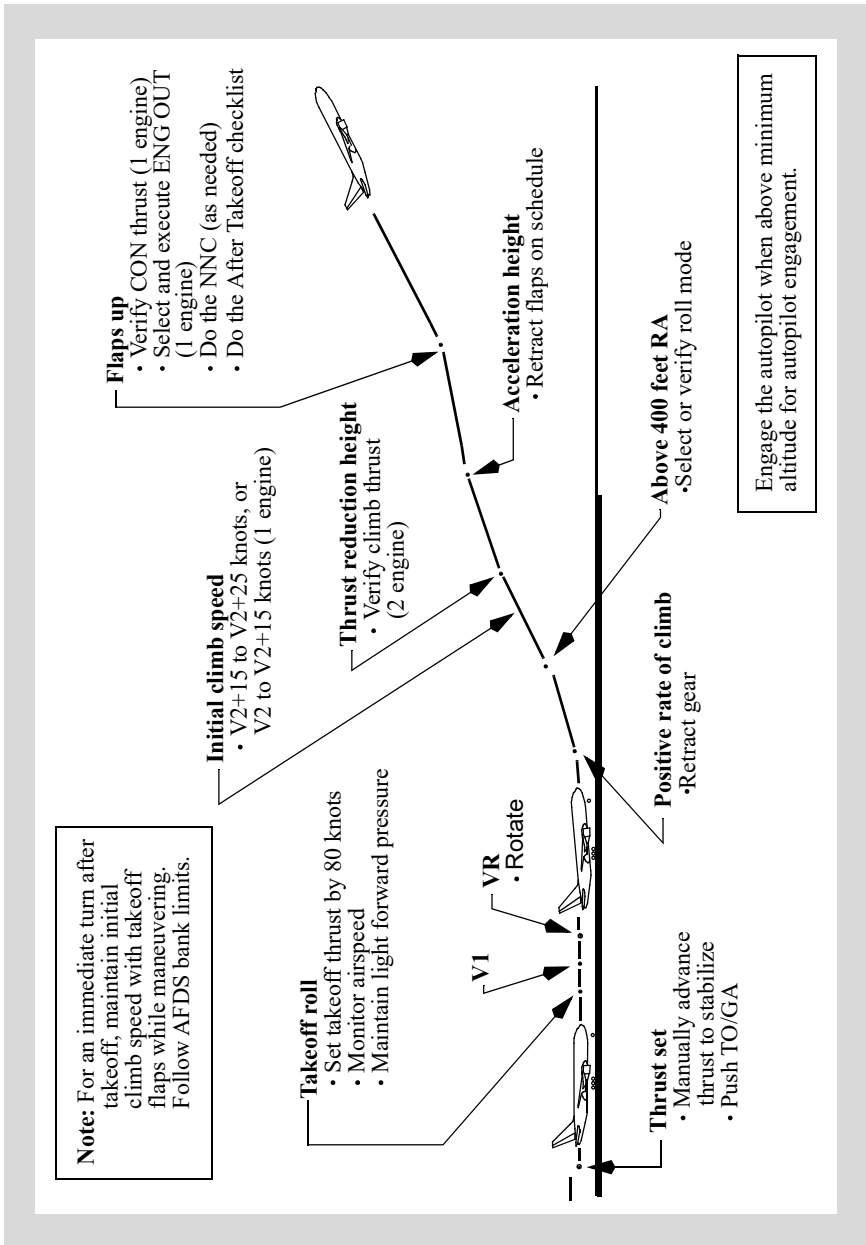 Note: For an immediate turn after
takeoff, maintain initial
climb speed with takeoff
flaps while maneuvering.
Follow AFDS bank limits.
Takeoff roll
• Set takeoff thrust by 80 knots
• Monitor airspeed
• Maintain light forward pressure
Initial climb speed
• V2+15 to V2+25 knots, or
V2 to V2+15 knots (1 engine)
Flaps up
• Verify CON thrust (1 engine)
• Select and execute ENG OUT
(1 engine)
• Do the NNC (as needed)
• Do the After Takeoff checklist
Thrust reduction height
• Verify climb thrust
(2 engine)
V1
VR
• Rotate
Acceleration height
• Retract flaps on schedule
Thrust set
• Manually advance
thrust to stabilize
• Push TO/GA
Positive rate of climb
•Retract gear
Above 400 feet RA
•Select or verify roll mode
Engage the autopilot when above minimum
altitude for autopilot engagement.